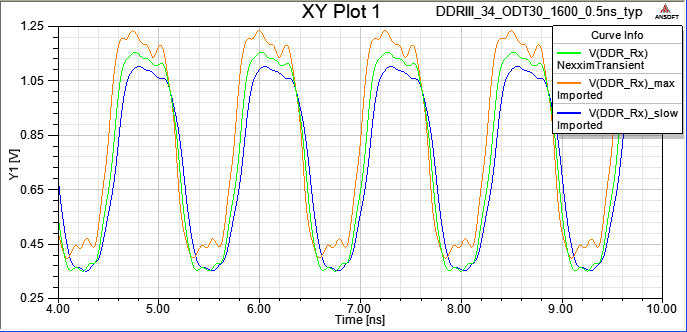 XY Plot 1
DDRIII_34_ODT30_1600_0.5ns_typ
ANSOFT
Curve Info
V(DDR_Rx)
NexximTransient
V(DDR_Rx)_max
Imported
V(DDR_Rx)_slow
Imported
1.25
1.05
0.85
0.65
0.45
0.25
Y1 [V]
4.00 5.00 6.00 7.00 8.00 9.00 10.00
Time [ns]